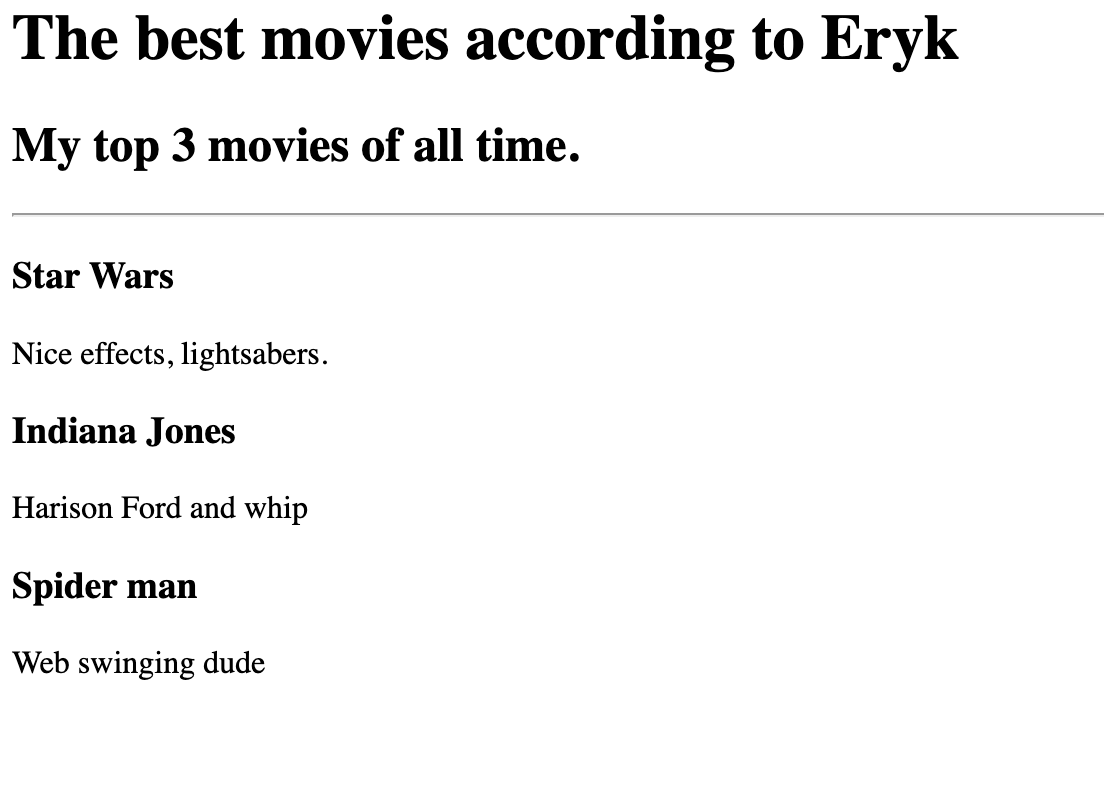 The best movies according to Eryk
My top 3 movies of all time.
Star Wars
Nice effects, lightsabers.
Indiana Jones
Harison Ford and whip
Spider man
Web swinging dude